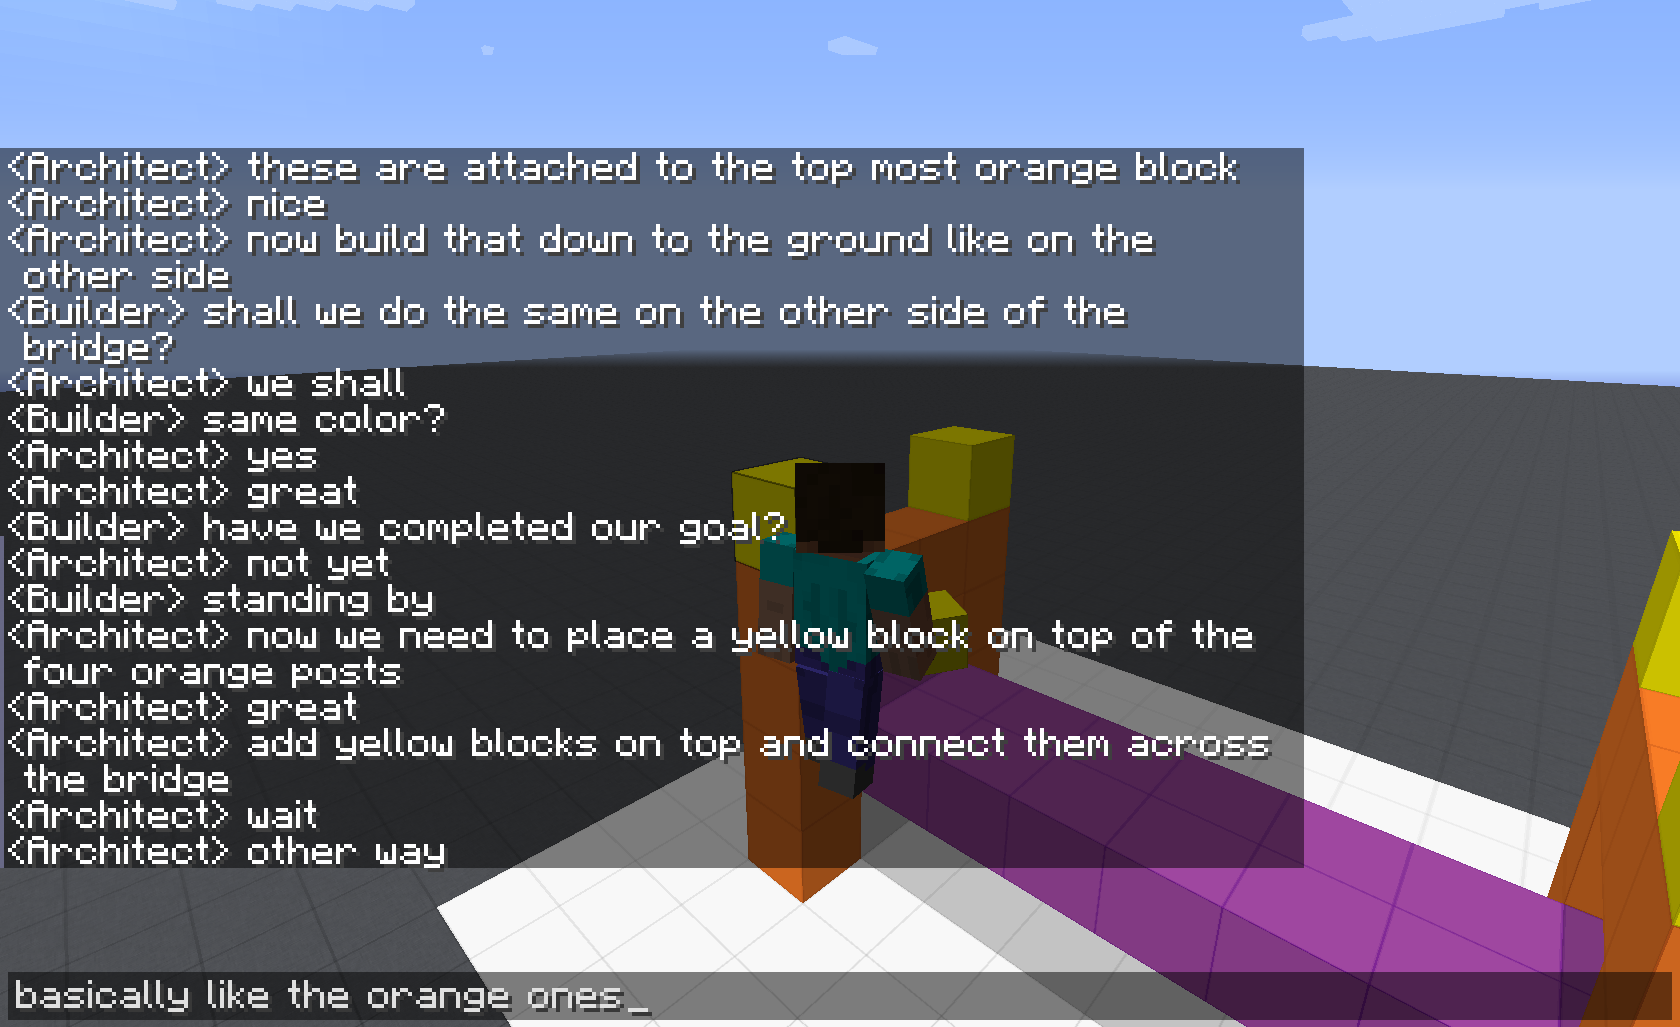 <Architect> these are attached to the top most orange block
<Architect> nice
<Architect> now build that down to the ground like on the
other side
<Builder> shall we do the same on the other side of the
bridge?
<Architect> we shall
<Builder> same color?
<Architect> yes
<Architect> great
<Builder> have we completed our goal?
<Architect> not yet
<Builder> standing by
<Architect> now we need to place a yellow block on top of the
four orange posts
<Architect> great
<Architect> add yellow blocks on top and connect them across
the bridge
<Architect> wait
<Architect> other way
basically like the orange ones_